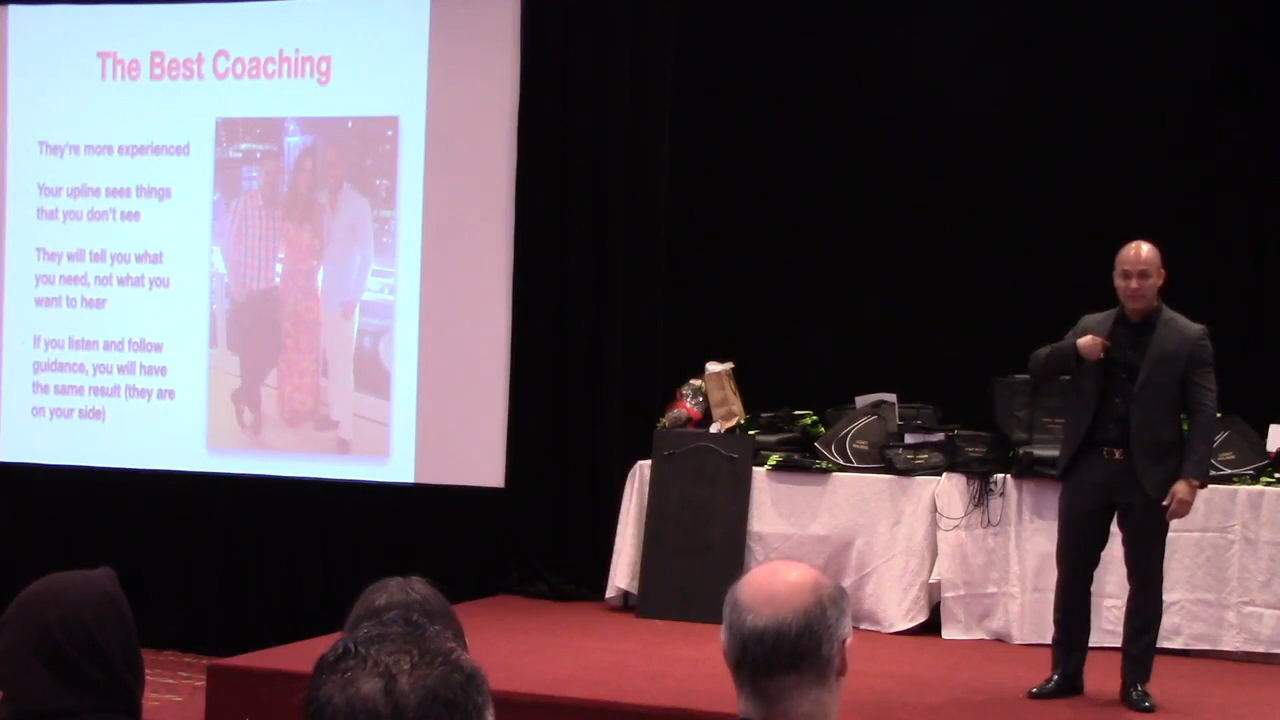 The Best Coaching
They're more experienced
Your upline sees things
that you don't see
They will tell you what
you need, not what you
want to hear
If you listen and follow
guidance, you will have
the same result (they are
on your side)